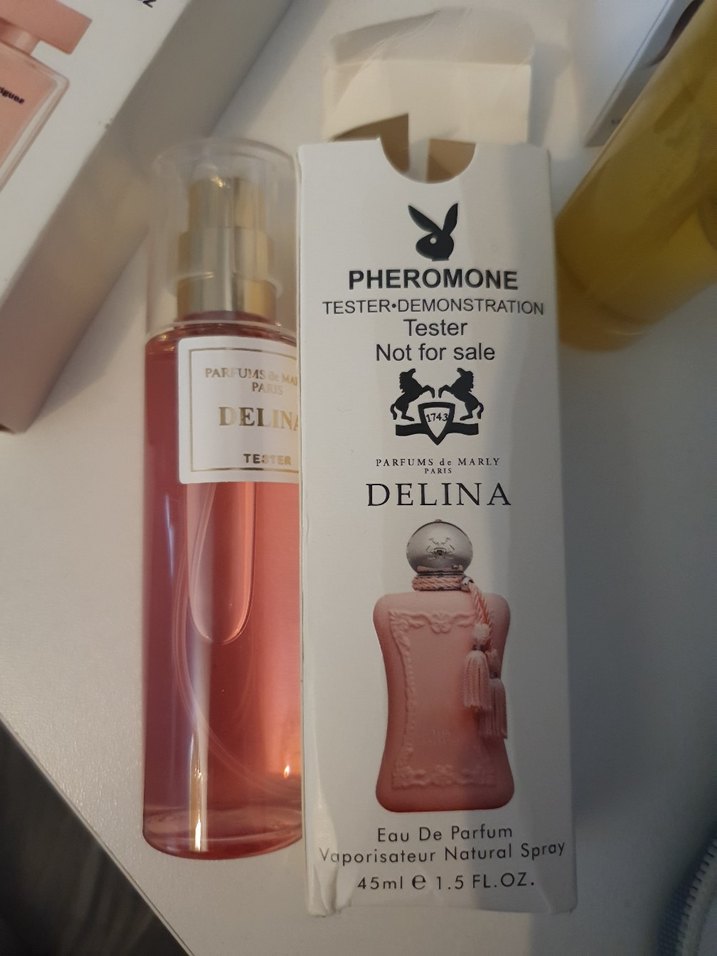 PHEROMONE
TESTER•DEMONSTRATION
Tester
Not for sale
1743
PARFUMS de MARLY
PARIS
DELINA
Eau De Parfum
Vaporisateur Natural Spray
45ml e 1.5 FL.OZ.
PARFUMS de MAR
PARIS
DELINA
TESTER